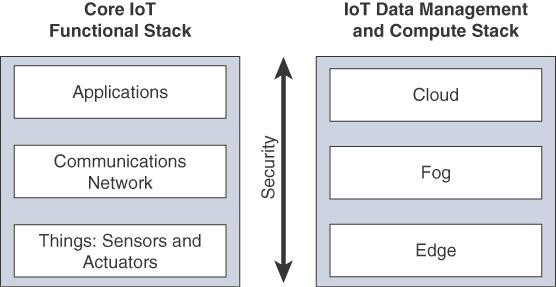 Core IoT
Functional Stack
Applications
Communications
Network
Things: Sensors and
Actuators
Security
IoT Data Management
and Compute Stack
Cloud
Fog
Edge